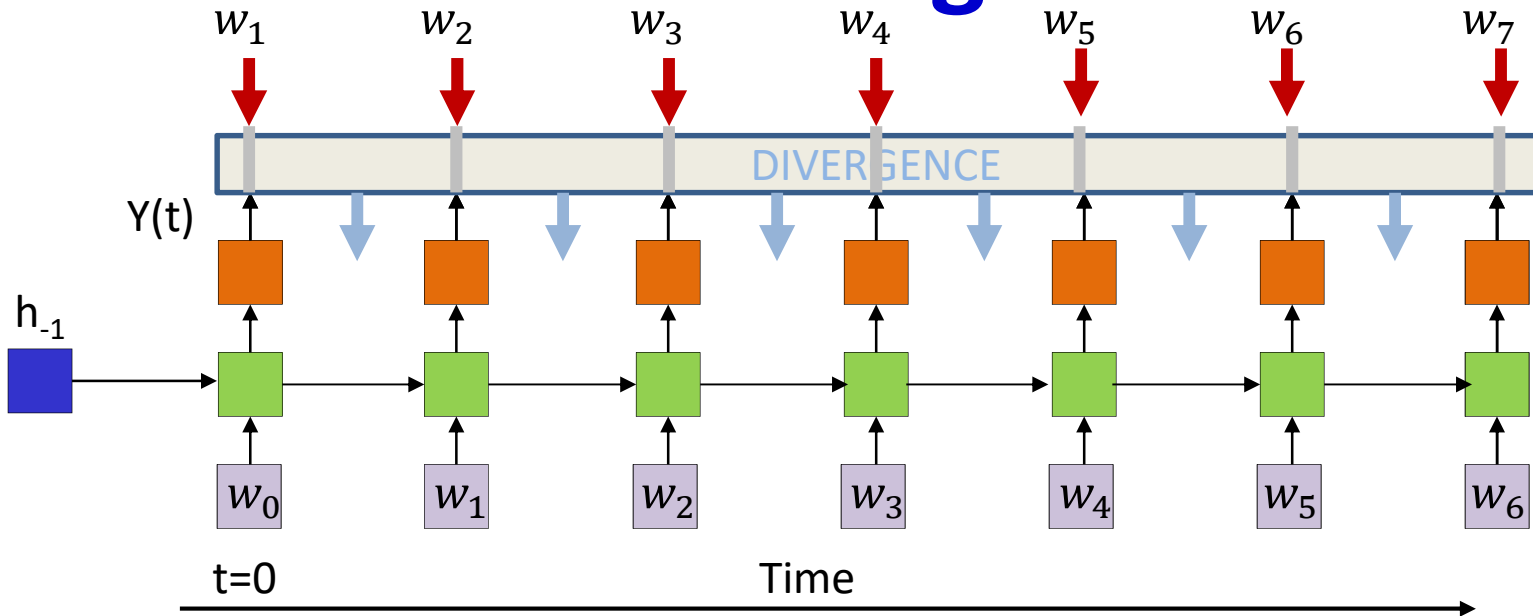 g
w₁ w₂ w₃ w₄ w₅ w₆ w₇
DIVERGENCE
Y(t)
h₋₁
w₀ w₁ w₂ w₃ w₄ w₅ w₆
t=0 Time